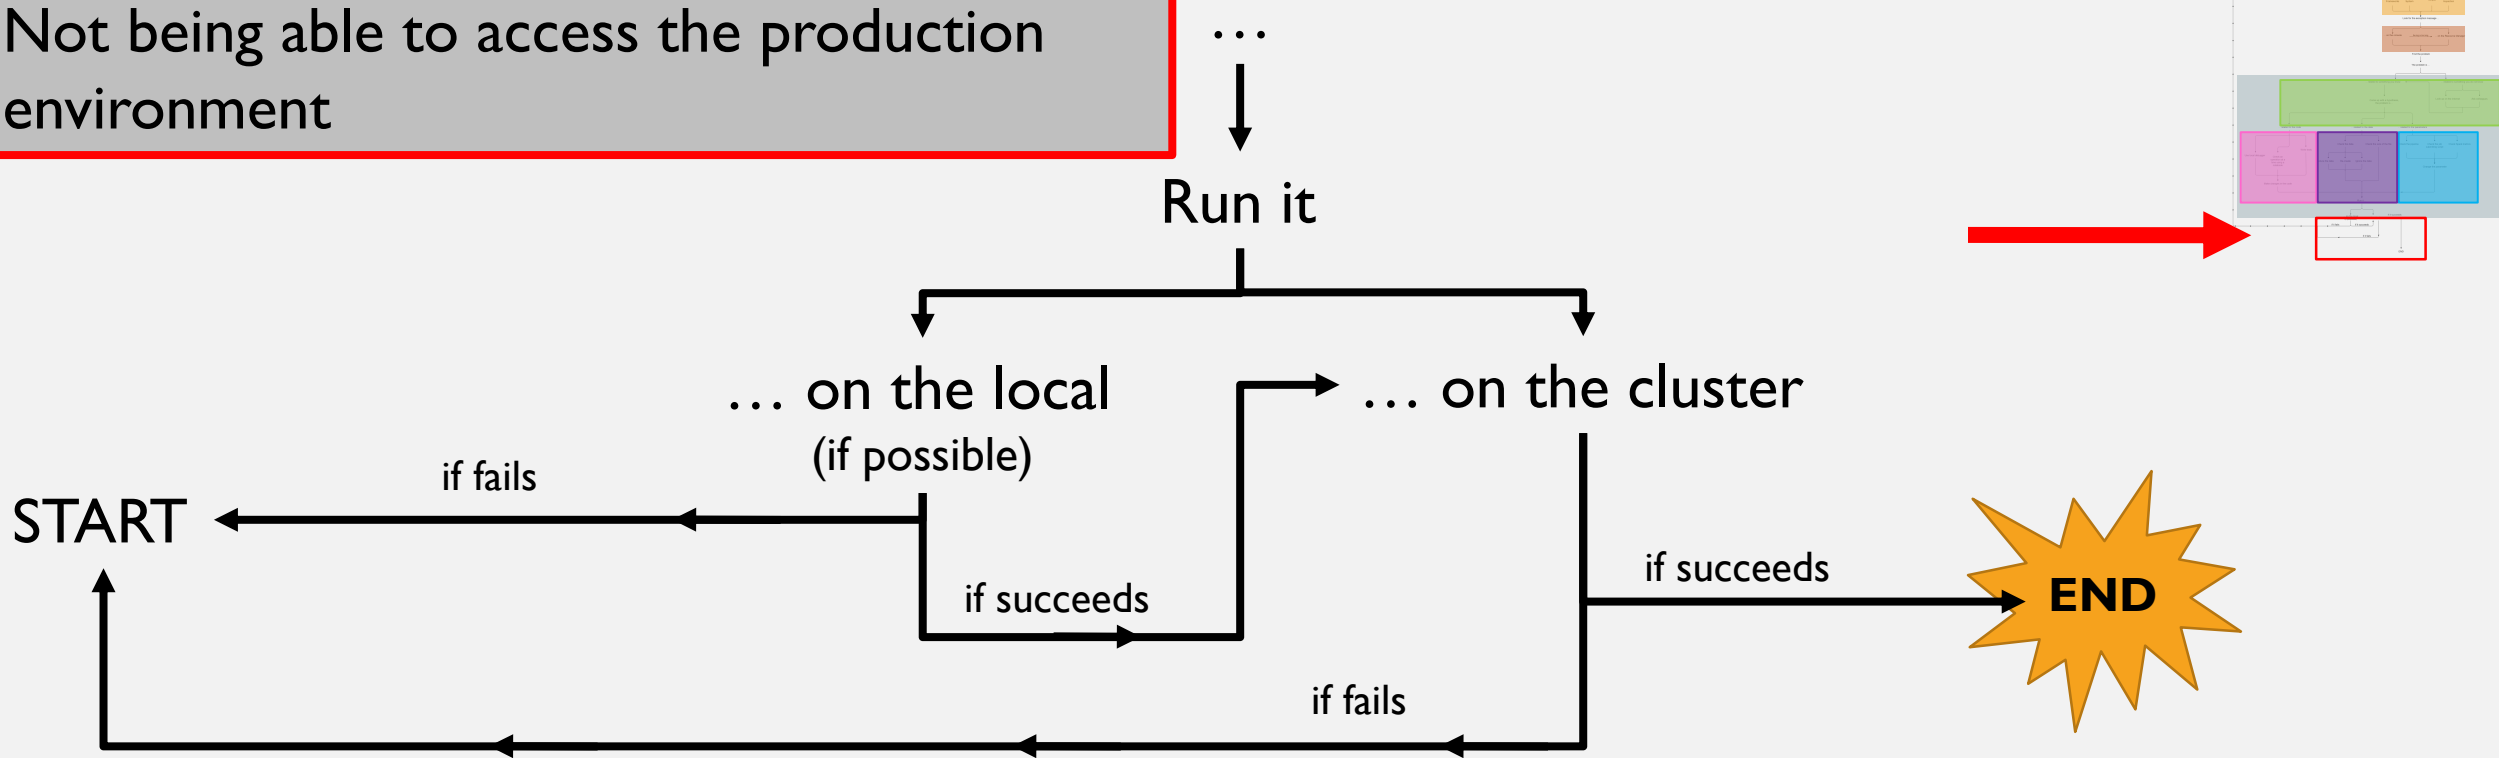 Not being able to access the production
environment
…
Run it
… on the local
(if possible)
… on the cluster
if fails
START
if succeeds
if succeeds
END
if fails